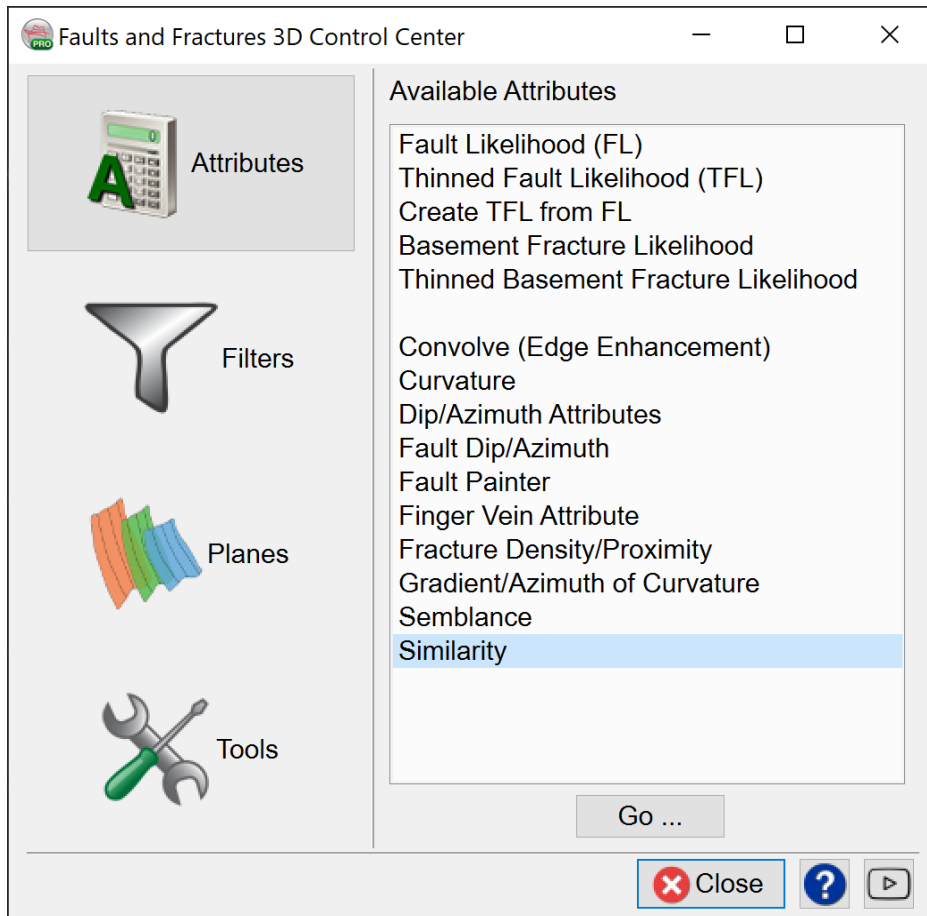 PRO
Faults and Fractures 3D Control Center
Attributes
A
0
Filters
Planes
Tools
Available Attributes
Fault Likelihood (FL)
Thinned Fault Likelihood (TFL)
Create TFL from FL
Basement Fracture Likelihood
Thinned Basement Fracture Likelihood
Convolve (Edge Enhancement)
Curvature
Dip/Azimuth Attributes
Fault Dip/Azimuth
Fault Painter
Finger Vein Attribute
Fracture Density/Proximity
Gradient/Azimuth of Curvature
Semblance
Similarity
Go ...
Close
?